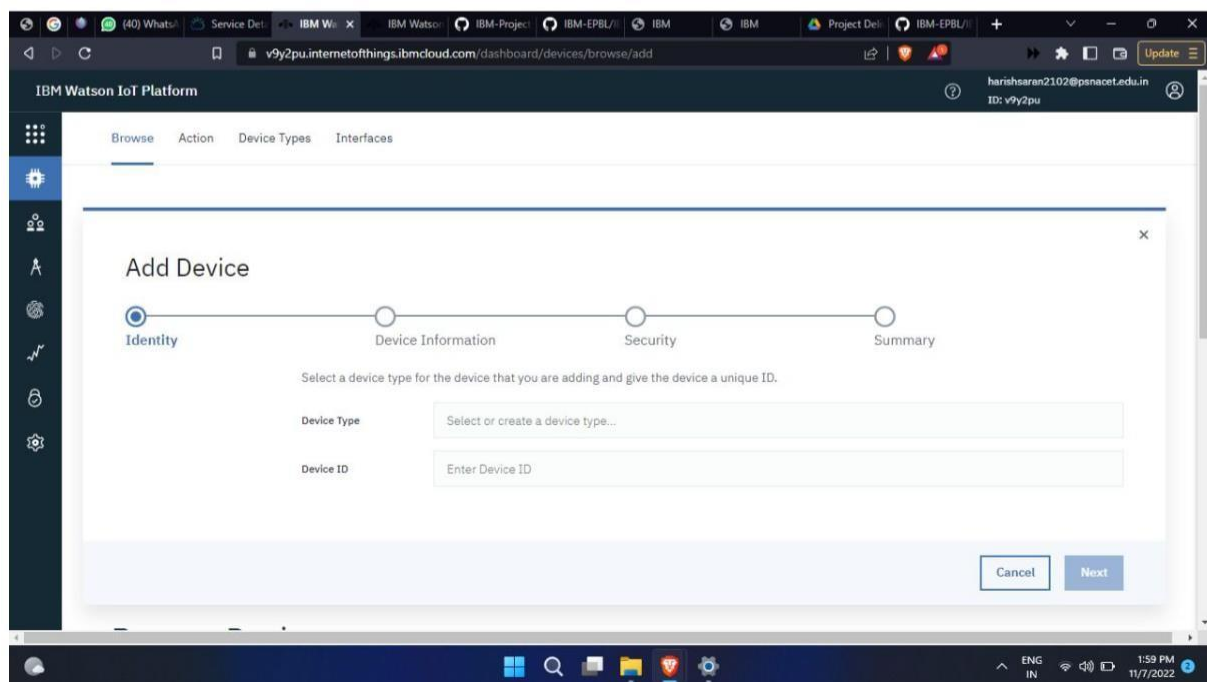 (40) WhatsA
Service Det
IBM Wa
IBM Watson
IBM-Project
IBM-EPBL/
IBM
IBM
Project Deli
IBM-EPBL/
v9y2pu.internetofthings.ibmcloud.com/dashboard/devices/browse/add
Update
IBM Watson IoT Platform
harishsaran2102@psnacet.edu.in
ID: v9y2pu
Browse Action Device Types Interfaces
Add Device
Identity Device Information Security Summary
Select a device type for the device that you are adding and give the device a unique ID.
Device Type Select or create a device type...
Device ID Enter Device ID
Cancel Next
ENG
IN
1:59 PM
11/7/2022
2